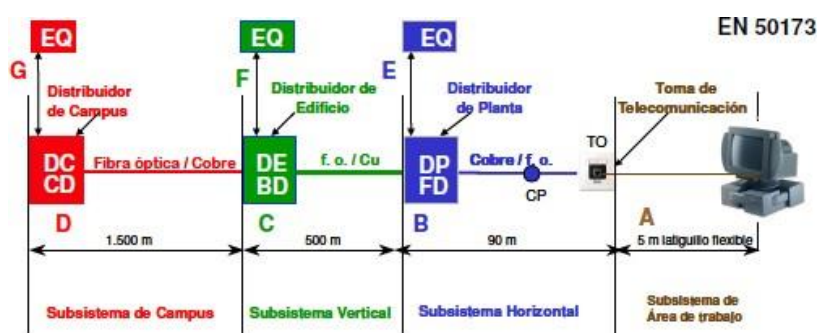 EN 50173
EQ
EQ
EQ
G
F
E
Distribuidor
de Campus
Distribuidor de
Edificio
Distribuidor
de Planta
Toma de
Telecomunicación
TO
DC
CD
Fibra óptica / Cobre
DE
BD
f. o. / Cu
DP
FD
Cobre / f. o.
CP
D
C
B
A
1.500 m
500 m
90 m
5 m latiguillo flexible
Subsistema de Campus
Subsistema Vertical
Subsistema Horizontal
Subsistema de
Área de trabajo